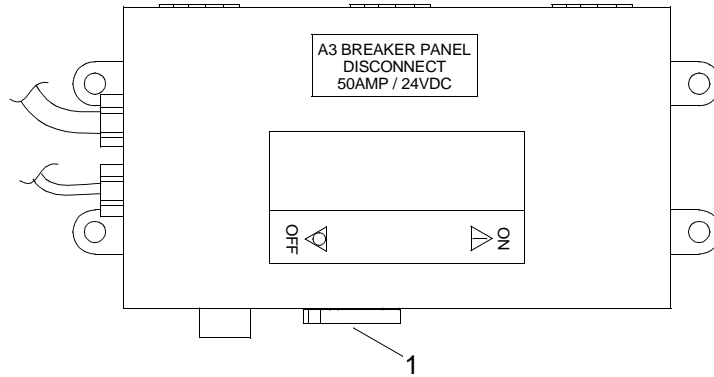 A3 BREAKER PANEL
DISCONNECT
50AMP / 24VDC
OFF
ON
1